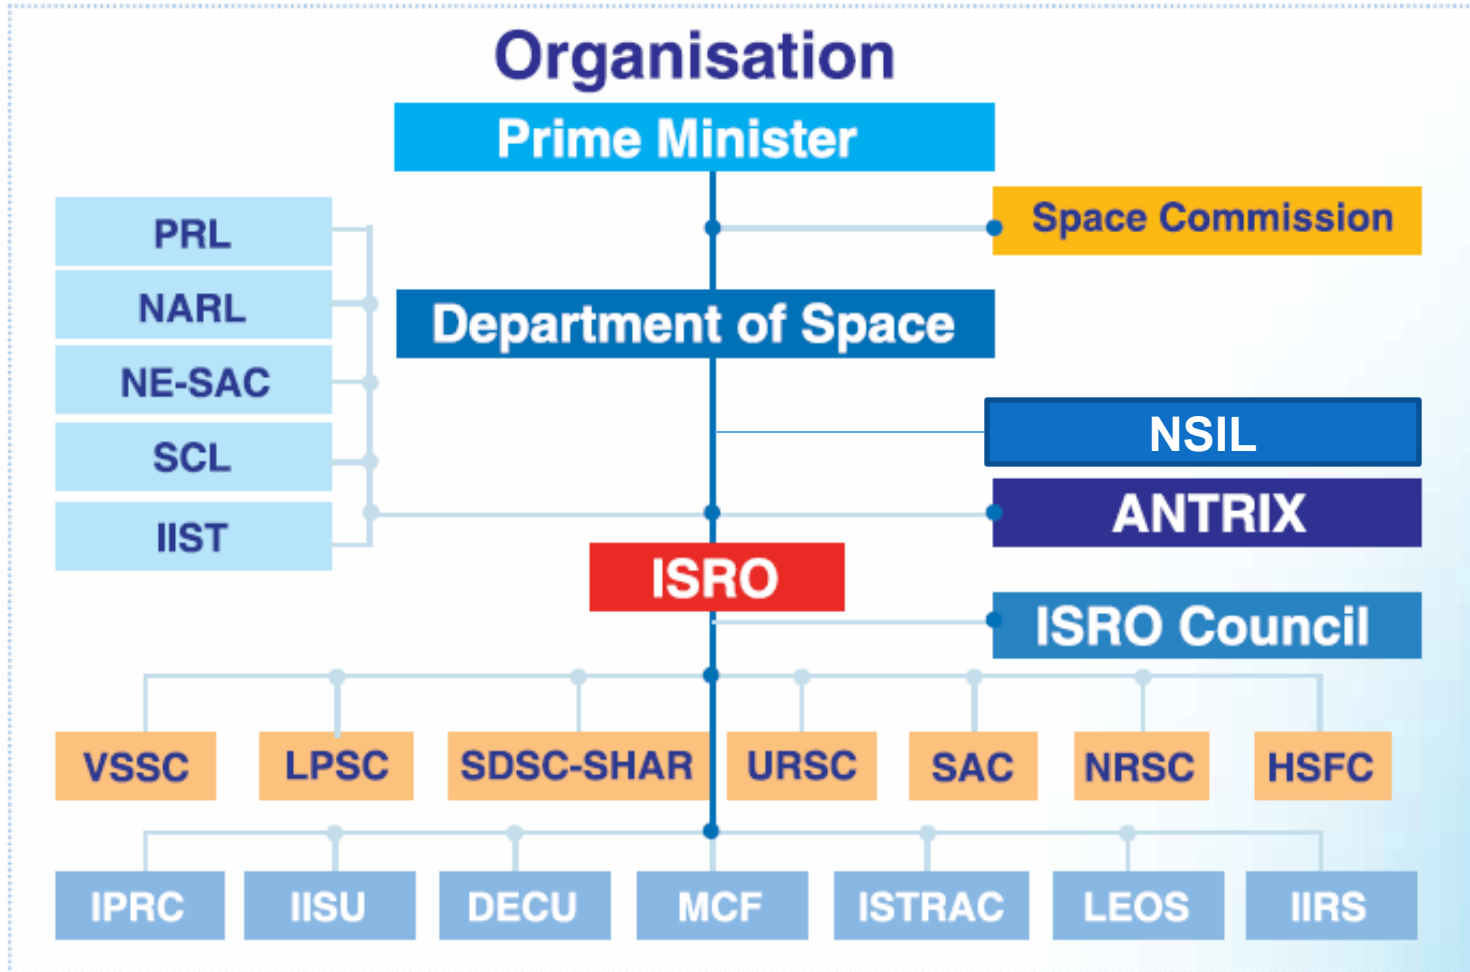 Organisation
Prime Minister
Space Commission
PRL
NARL
NE-SAC
SCL
IIST
Department of Space
NSIL
ANTRIX
ISRO
ISRO Council
VSSC
LPSC
SDSC-SHAR
URSC
SAC
NRSC
HSFC
IPRC
IISU
DECU
MCF
ISTRAC
LEOS
IIRS